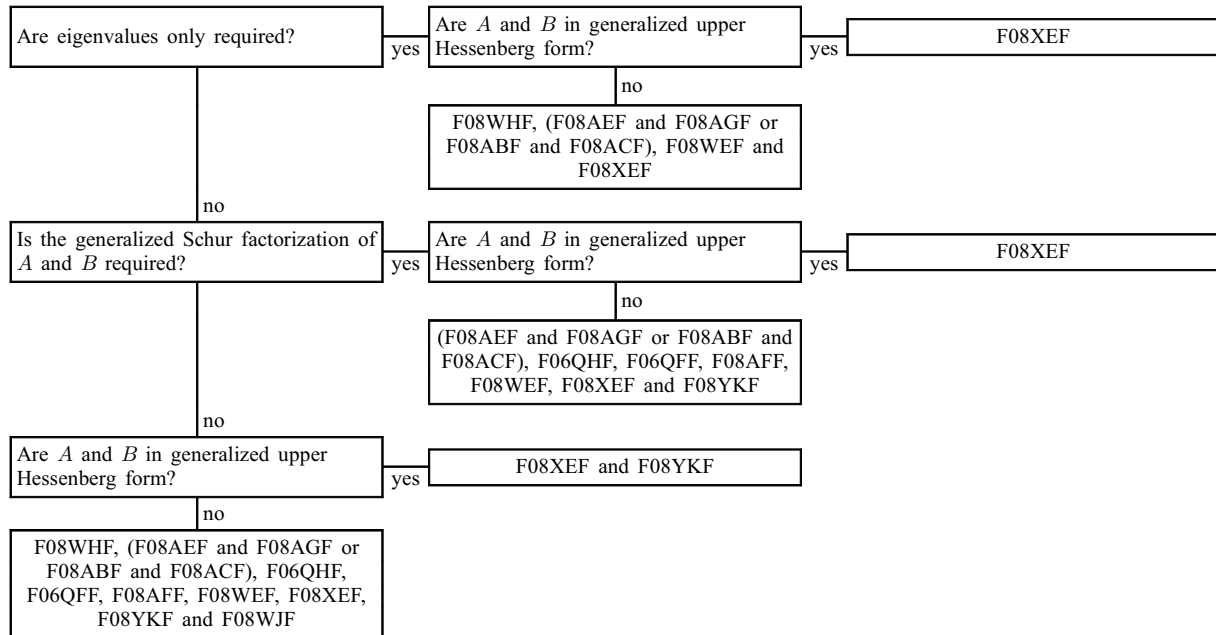 Are eigenvalues only required?
yes
Are A and B in generalized upper
Hessenberg form?
yes
F08XEF
no
F08WHF, (F08AEF and F08AGF or
F08ABF and F08ACF), F08WEF and
F08XEF
no
Is the generalized Schur factorization of
A and B required?
yes
Are A and B in generalized upper
Hessenberg form?
yes
F08XEF
no
(F08AEF and F08AGF or F08ABF and
F08ACF), F06QHF, F06QFF, F08AFF,
F08WEF, F08XEF and F08YKF
no
Are A and B in generalized upper
Hessenberg form?
yes
F08XEF and F08YKF
no
F08WHF, (F08AEF and F08AGF or
F08ABF and F08ACF), F06QHF,
F06QFF, F08AFF, F08WEF, F08XEF,
F08YKF and F08WJF